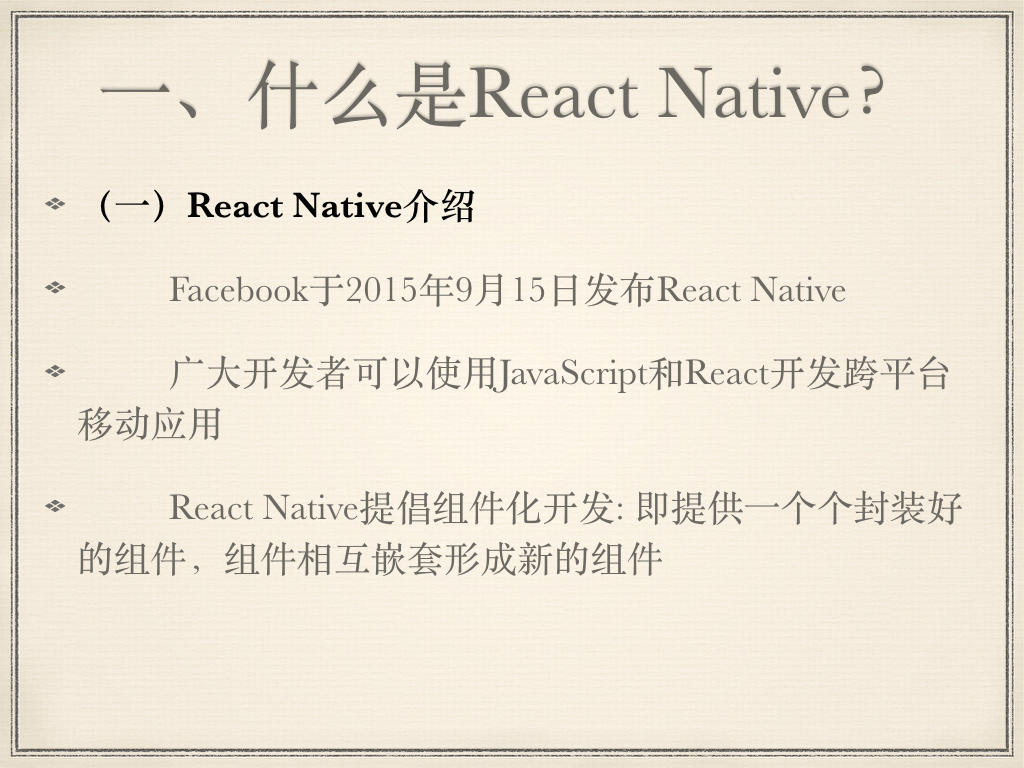 一、什么是React Native?
（一）React Native介绍
Facebook于2015年9月15日发布React Native
广大开发者可以使用JavaScript和React开发跨平台
移动应用
React Native提倡组件化开发: 即提供一个个封装好
的组件，组件相互嵌套形成新的组件